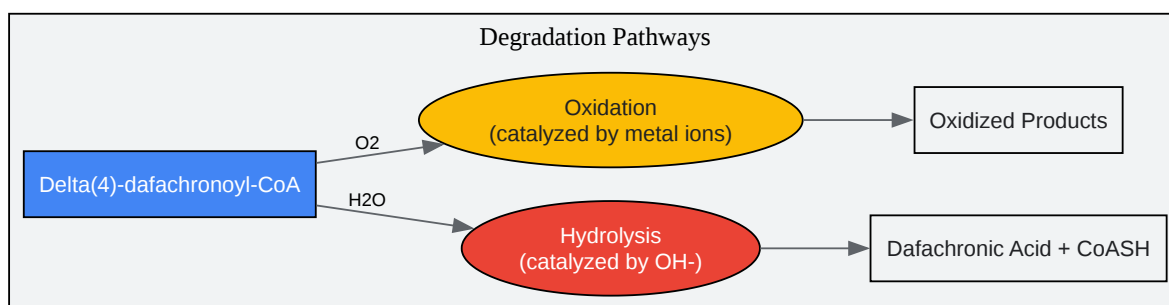 Degradation Pathways
Delta(4)-dafachronoyl-CoA
O2
Oxidation
(catalyzed by metal ions)
Oxidized Products
H2O
Hydrolysis
(catalyzed by OH-)
Dafachronic Acid + CoASH